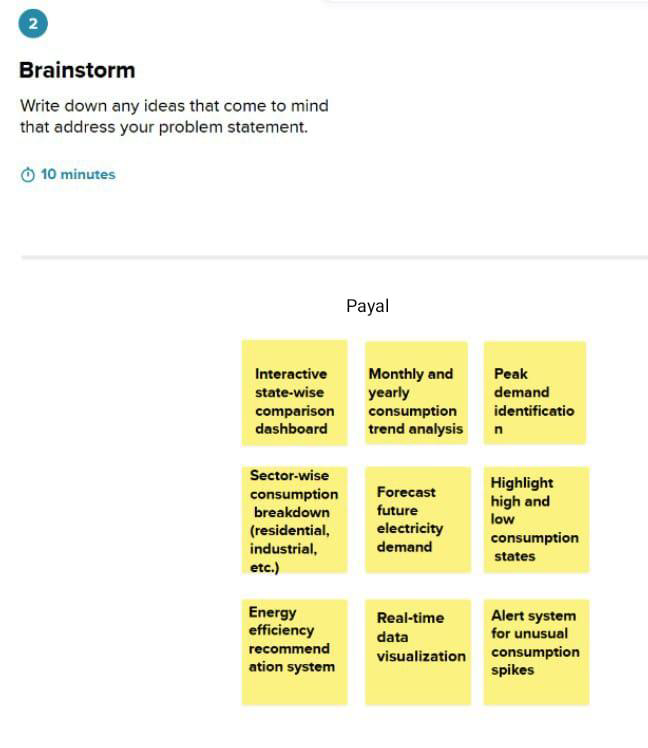 2
Brainstorm
Write down any ideas that come to mind
that address your problem statement.
10 minutes
Payal
Interactive
state-wise
comparison
dashboard
Monthly and
yearly
consumption
trend analysis
Peak
demand
identificatio
n
Sector-wise
consumption
breakdown
(residential,
industrial,
etc.)
Forecast
future
electricity
demand
Highlight
high and
low
consumption
states
Energy
efficiency
recommend
ation system
Real-time
data
visualization
Alert system
for unusual
consumption
spikes